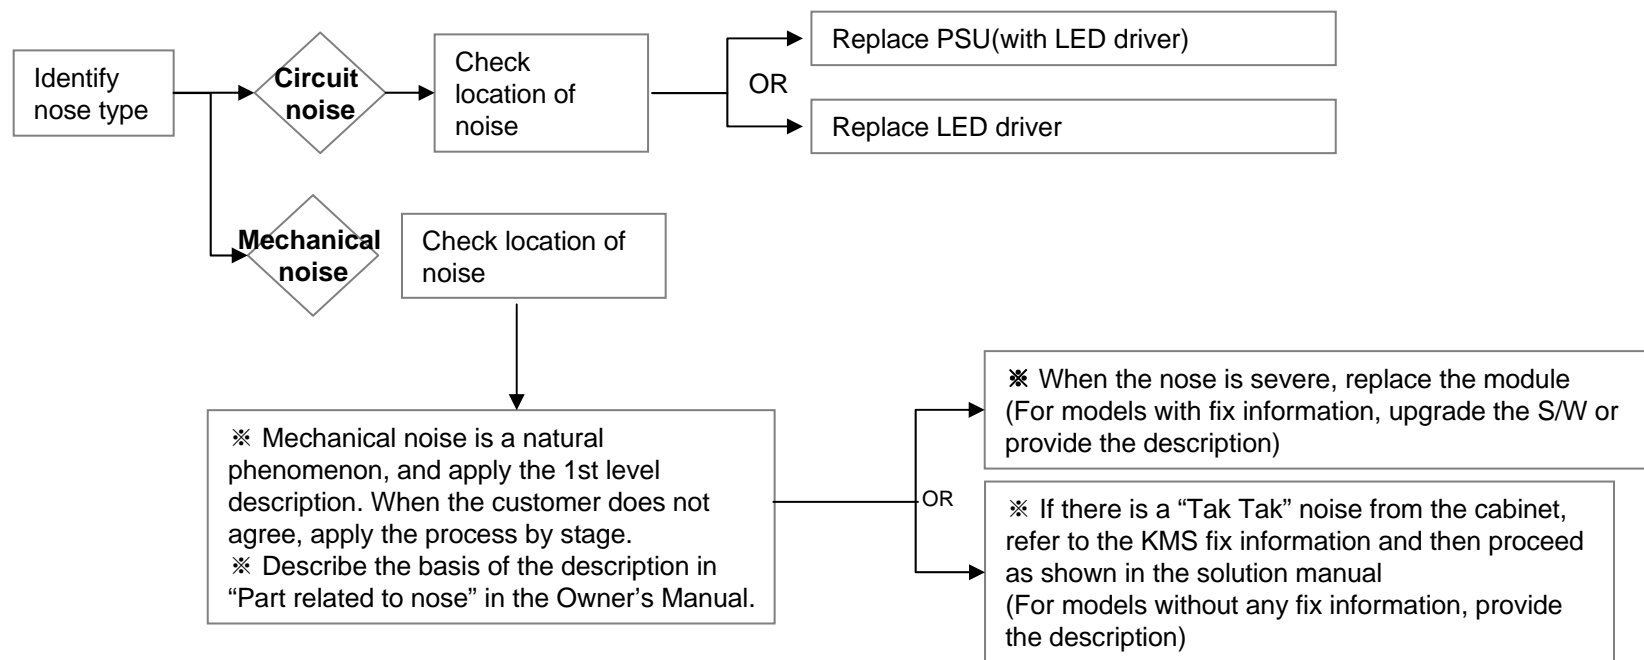 Identify
nose type
Circuit
noise
Check
location of
noise
Replace PSU(with LED driver)
OR
Replace LED driver
Mechanical
noise
Check location of
noise
※ Mechanical noise is a natural
phenomenon, and apply the 1st level
description. When the customer does not
agree, apply the process by stage.
※ Describe the basis of the description in
“Part related to nose” in the Owner’s Manual.
OR
※ When the nose is severe, replace the module
(For models with fix information, upgrade the S/W or
provide the description)
※ If there is a “Tak Tak” noise from the cabinet,
refer to the KMS fix information and then proceed
as shown in the solution manual
(For models without any fix information, provide
the description)